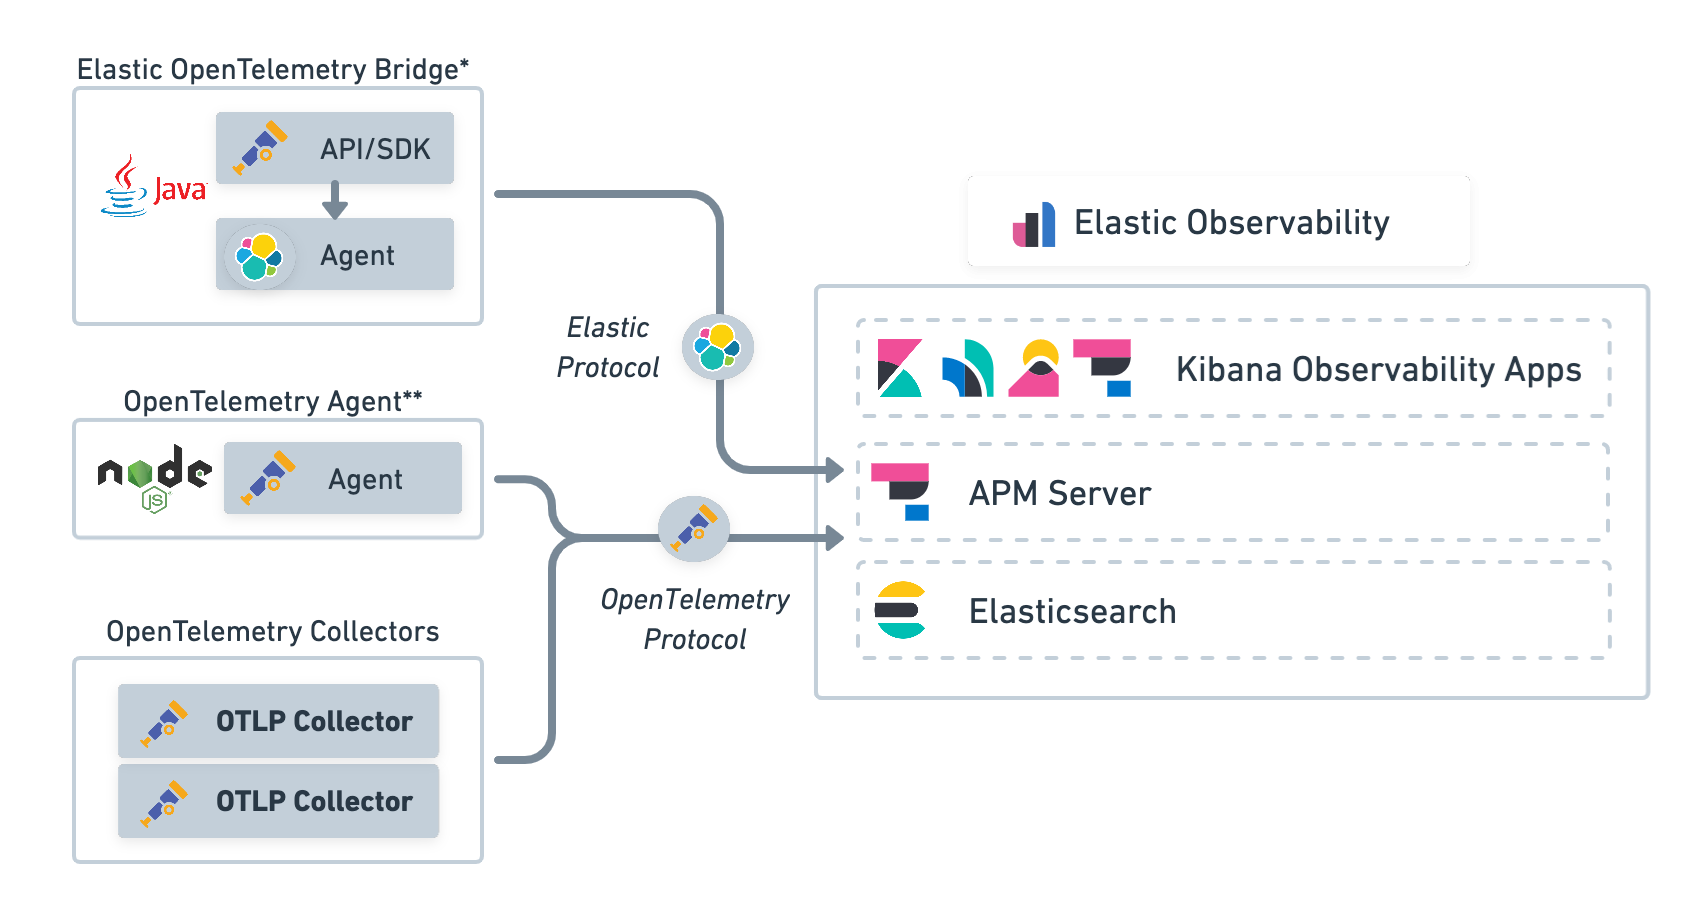 Elastic OpenTelemetry Bridge*
Java
API/SDK
Agent
Elastic
Protocol
OpenTelemetry Agent**
node
JS
Agent
OpenTelemetry
Protocol
OpenTelemetry Collectors
OTLP Collector
OTLP Collector
Elastic Observability
Kibana Observability Apps
APM Server
Elasticsearch